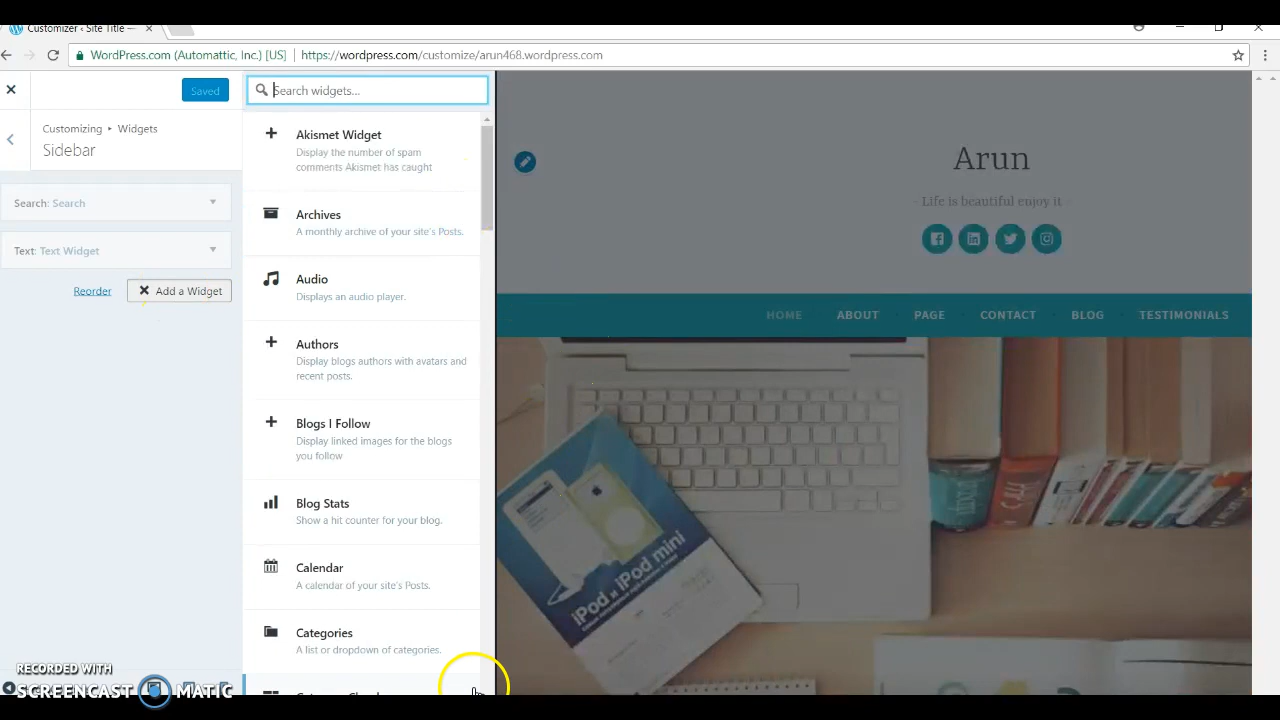 Customizer ‹ Site Title —
WordPress.com (Automattic, Inc.) [US]
https://wordpress.com/customize/arun468.wordpress.com
Saved
Search widgets...
Customizing ▸ Widgets
Sidebar
Search: Search
Text: Text Widget
Reorder
Add a Widget
Akismet Widget
Display the number of spam
comments Akismet has caught
Archives
A monthly archive of your site's Posts.
Audio
Displays an audio player.
Authors
Display blogs authors with avatars and
recent posts.
Blogs I Follow
Display linked images for the blogs
you follow
Blog Stats
Show a hit counter for your blog.
Calendar
A calendar of your site's Posts.
Categories
A list or dropdown of categories.
Arun
- Life is beautiful enjoy it -
HOME
ABOUT
PAGE
CONTACT
BLOG
TESTIMONIALS
iPod и iPod mini
RECORDED WITH
SCREENCAST MATIC